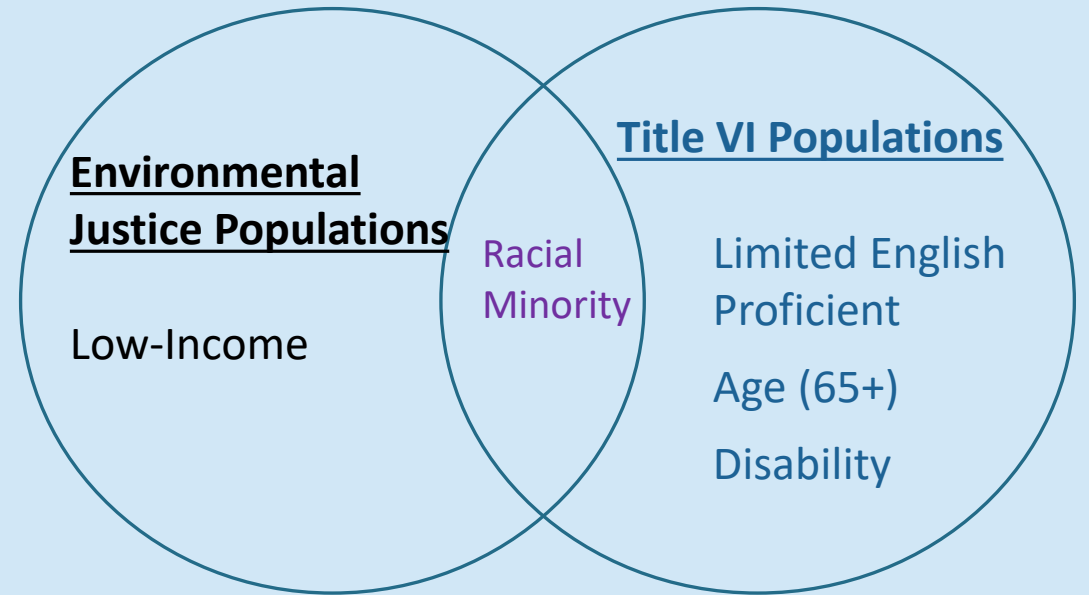 Environmental
Justice Populations
Low-Income
Racial
Minority
Title VI Populations
Limited English
Proficient
Age (65+)
Disability